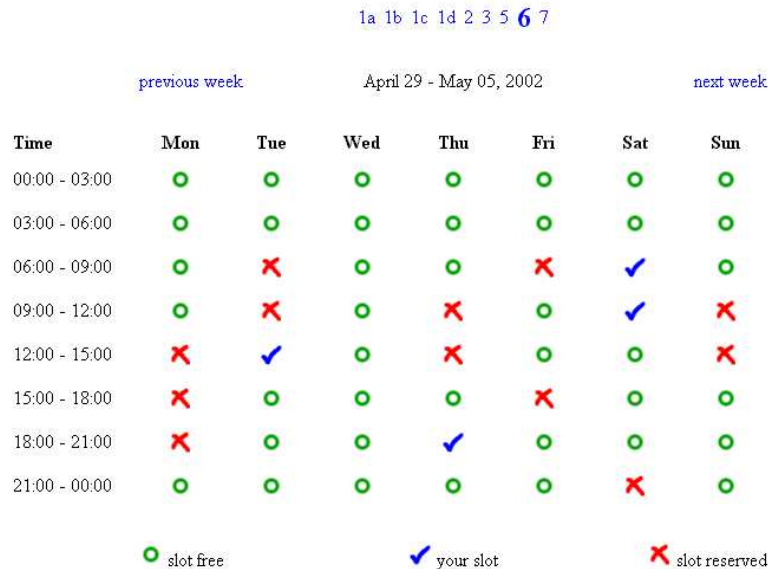 1a 1b 1c 1d 2 3 5 6 7
previous week April 29 - May 05, 2002 next week
Time Mon Tue Wed Thu Fri Sat Sun
00:00 - 03:00
03:00 - 06:00
06:00 - 09:00
09:00 - 12:00
12:00 - 15:00
15:00 - 18:00
18:00 - 21:00
21:00 - 00:00
slot free your slot slot reserved